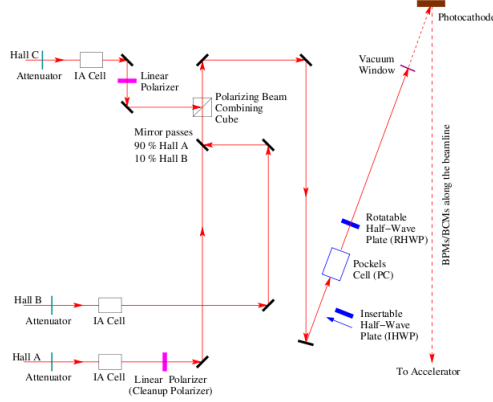 Photocathode
Hall C
Attenuator
IA Cell
Linear
Polarizer
Vacuum
Window
Polarizing Beam
Combining
Cube
Mirror passes
90 % Hall A
10 % Hall B
BPMs/BCMs along the beamline
Rotatable
Half−Wave
Plate (RHWP)
Pockels
Cell (PC)
Insertable
Half−Wave
Plate (IHWP)
Hall B
Attenuator
IA Cell
Hall A
Attenuator
IA Cell
Linear Polarizer
(Cleanup Polarizer)
To Accelerator